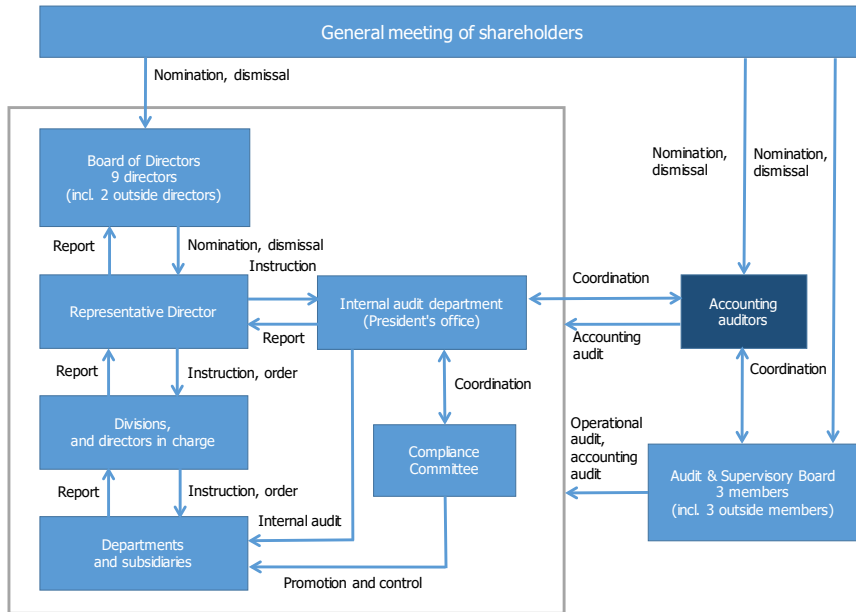 General meeting of shareholders
Nomination, dismissal
Board of Directors
9 directors
(incl. 2 outside directors)
Nomination,
dismissal
Nomination,
dismissal
Report
Nomination, dismissal
Instruction
Representative Director
Internal audit department
(President's office)
Coordination
Accounting
auditors
Report
Accounting
audit
Report
Instruction, order
Coordination
Coordination
Divisions,
and directors in charge
Compliance
Committee
Operational
audit,
accounting
audit
Audit & Supervisory Board
3 members
(incl. 3 outside members)
Report
Instruction, order
Internal audit
Departments
and subsidiaries
Promotion and control